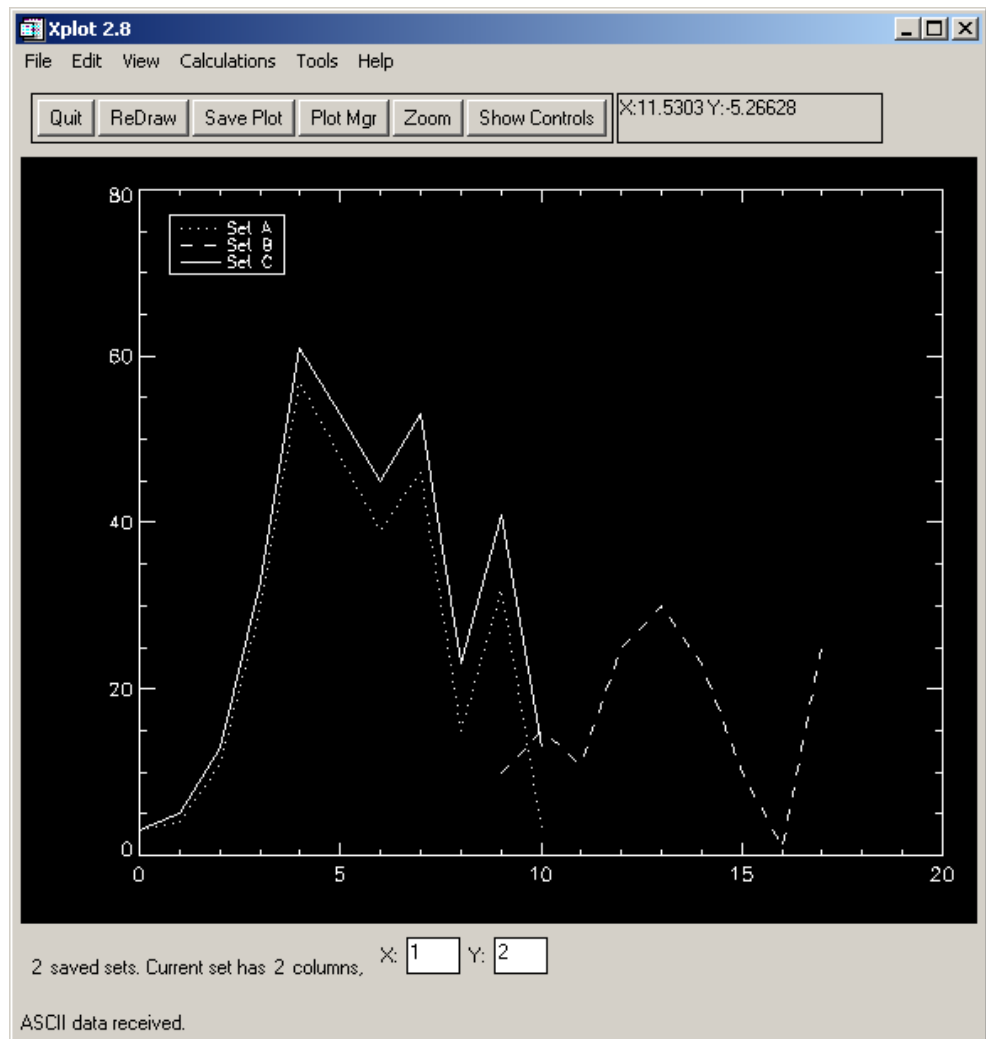 Xplot 2.8
File Edit View Calculations Tools Help
Quit ReDraw Save Plot Plot Mgr Zoom Show Controls X:11.5303 Y:-5.26628
80
Set A
Set B
Set C
60
40
20
0
0 5 10 15 20
2 saved sets. Current set has 2 columns, X: 1 Y: 2
ASCII data received.